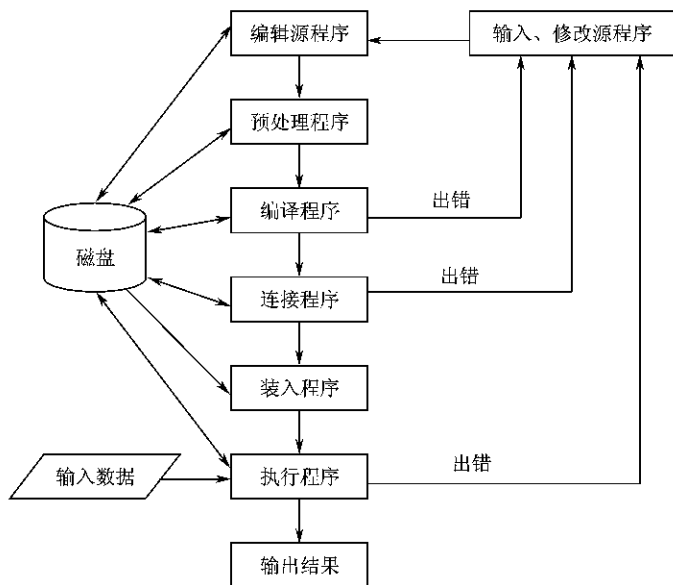 编辑源程序
输入、修改源程序
预处理程序
编译程序
出错
磁盘
连接程序
出错
装入程序
输入数据
执行程序
出错
输出结果